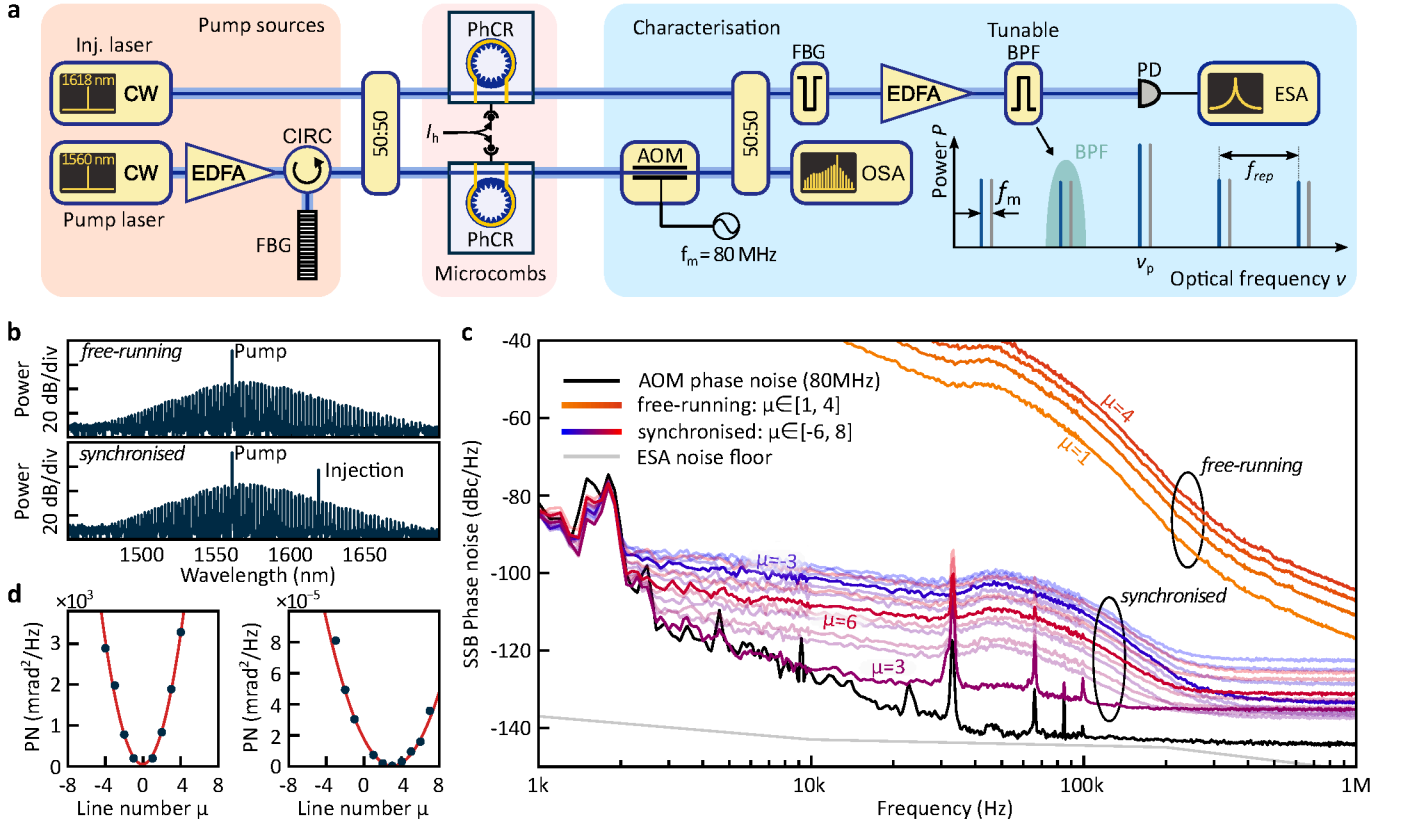 a
Pump sources
Inj. laser
1618 nm
CW
1560 nm
CW
Pump laser
EDFA
CIRC
FBG
50:50
PhCR
I_h
PhCR
Microcombs
Characterisation
AOM
f_m = 80 MHz
50:50
FBG
EDFA
Tunable
BPF
PD
ESA
OSA
Power P
BPF
f_m
f_rep
ν_p
Optical frequency ν
b
free-running
Pump
Power
20 dB/div
synchronised
Pump
Injection
Power
20 dB/div
1500 1550 1600 1650
Wavelength (nm)
c
-40
-60
-80
-100
-120
-140
SSB Phase noise (dBc/Hz)
AOM phase noise (80MHz)
free-running: μ∈[1, 4]
synchronised: μ∈[-6, 8]
ESA noise floor
μ=4
μ=1
free-running
μ=-3
μ=6
μ=3
synchronised
1k 10k 100k 1M
Frequency (Hz)
d
×10³
3
2
1
0
PN (mrad²/Hz)
-8 -4 0 4 8
Line number μ
×10⁻⁵
8
6
4
2
0
PN (mrad²/Hz)
-8 -4 0 4 8
Line number μ